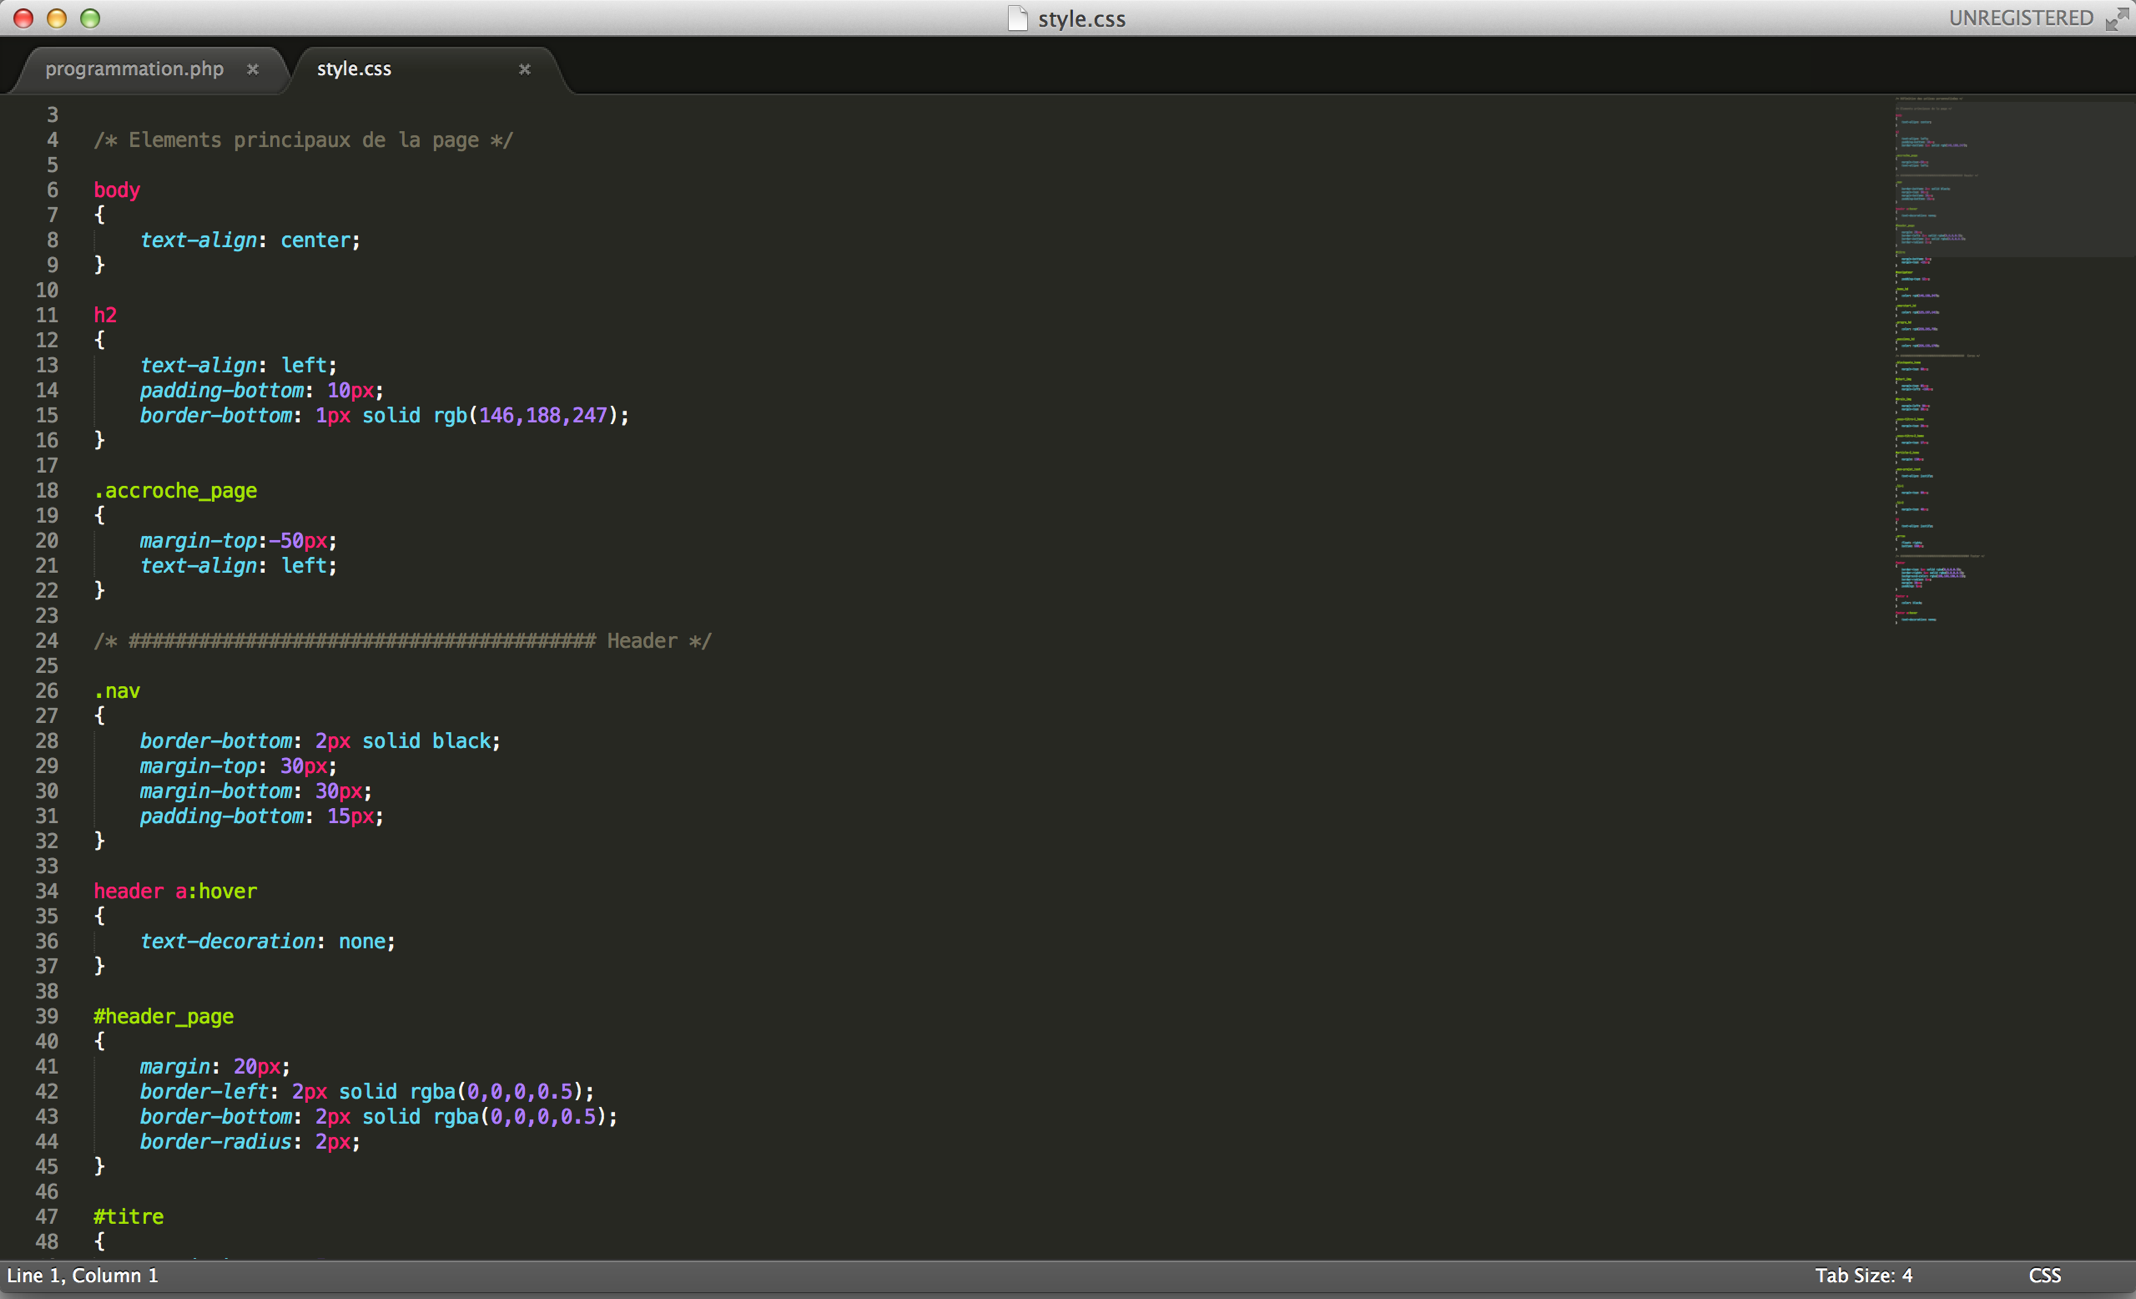 style.css
UNREGISTERED
programmation.php × style.css ×
3
4 /* Elements principaux de la page */
5
6 body
7 {
8 text-align: center;
9 }
10
11 h2
12 {
13 text-align: left;
14 padding-bottom: 10px;
15 border-bottom: 1px solid rgb(146,188,247);
16 }
17
18 .accroche_page
19 {
20 margin-top:-50px;
21 text-align: left;
22 }
23
24 /* ######################################## Header */
25
26 .nav
27 {
28 border-bottom: 2px solid black;
29 margin-top: 30px;
30 margin-bottom: 30px;
31 padding-bottom: 15px;
32 }
33
34 header a:hover
35 {
36 text-decoration: none;
37 }
38
39 #header_page
40 {
41 margin: 20px;
42 border-left: 2px solid rgba(0,0,0,0.5);
43 border-bottom: 2px solid rgba(0,0,0,0.5);
44 border-radius: 2px;
45 }
46
47 #titre
48 {
Line 1, Column 1
Tab Size: 4
CSS